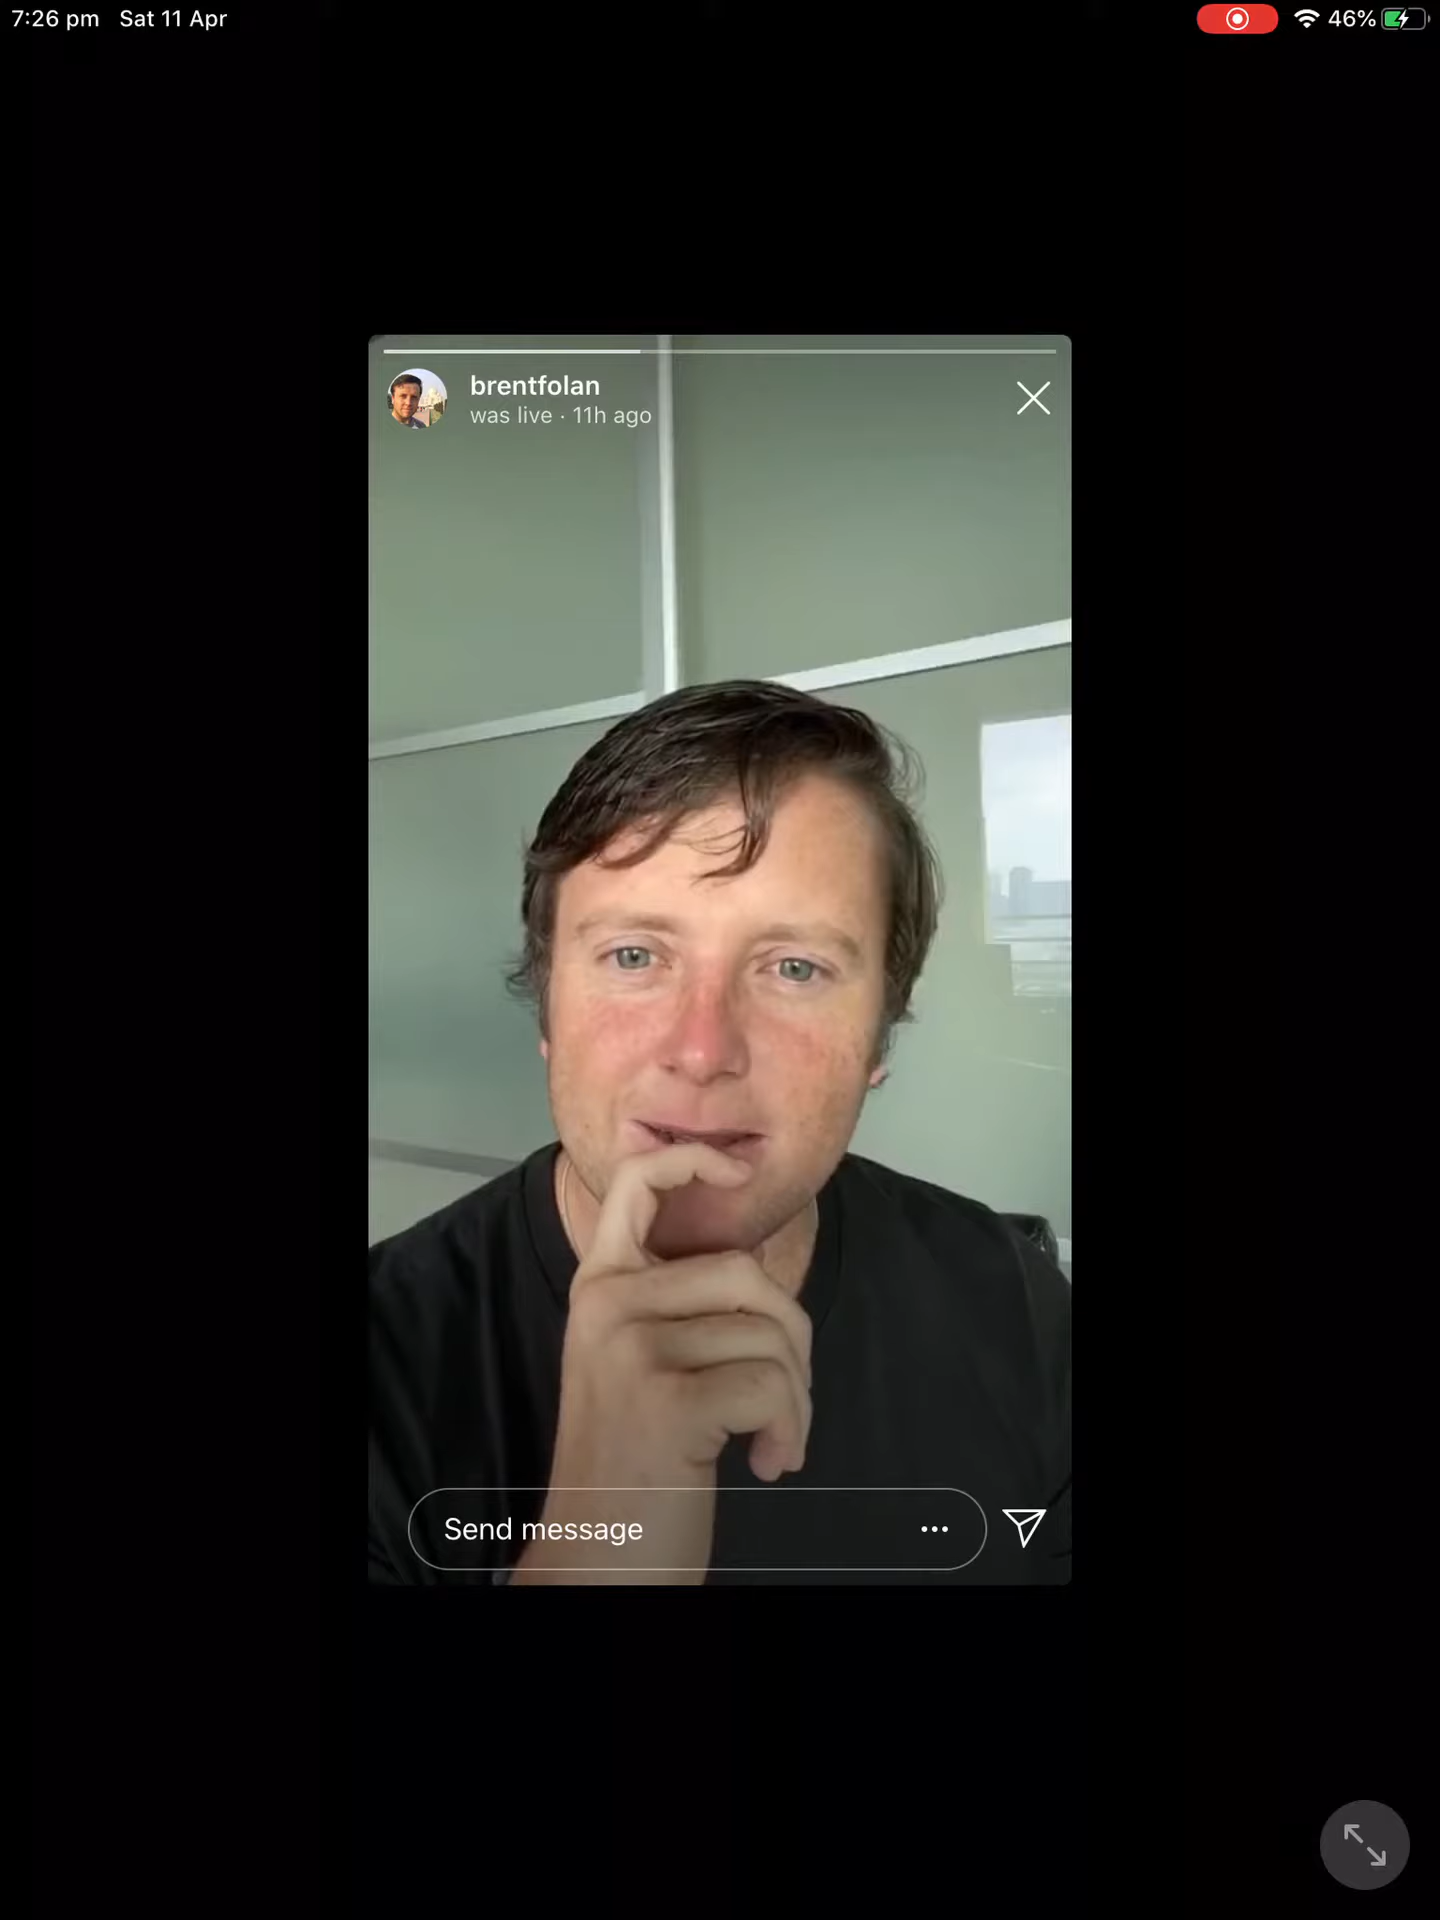 7:26 pm Sat 11 Apr
46%
brentfolan
was live · 11h ago
Send message